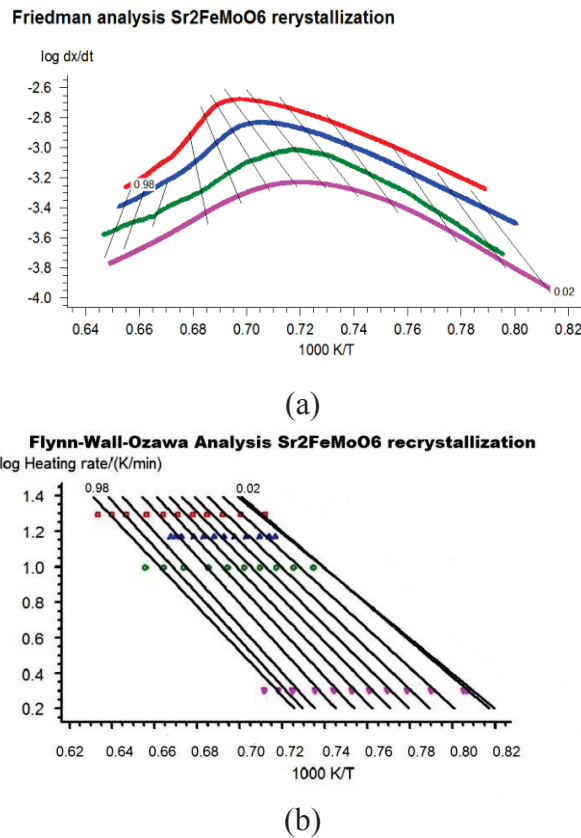 Friedman analysis Sr2FeMoO6 rerystallization
log dx/dt
-2.6
-2.8
-3.0
-3.2
-3.4
-3.6
-3.8
-4.0
0.98
0.02
0.64 0.66 0.68 0.70 0.72 0.74 0.76 0.78 0.80 0.82
1000 K/T
(a)
Flynn-Wall-Ozawa Analysis Sr2FeMoO6 recrystallization
log Heating rate/(K/min)
0.98 0.02
1.4
1.2
1.0
0.8
0.6
0.4
0.2
0.62 0.64 0.66 0.68 0.70 0.72 0.74 0.76 0.78 0.80 0.82
1000 K/T
(b)